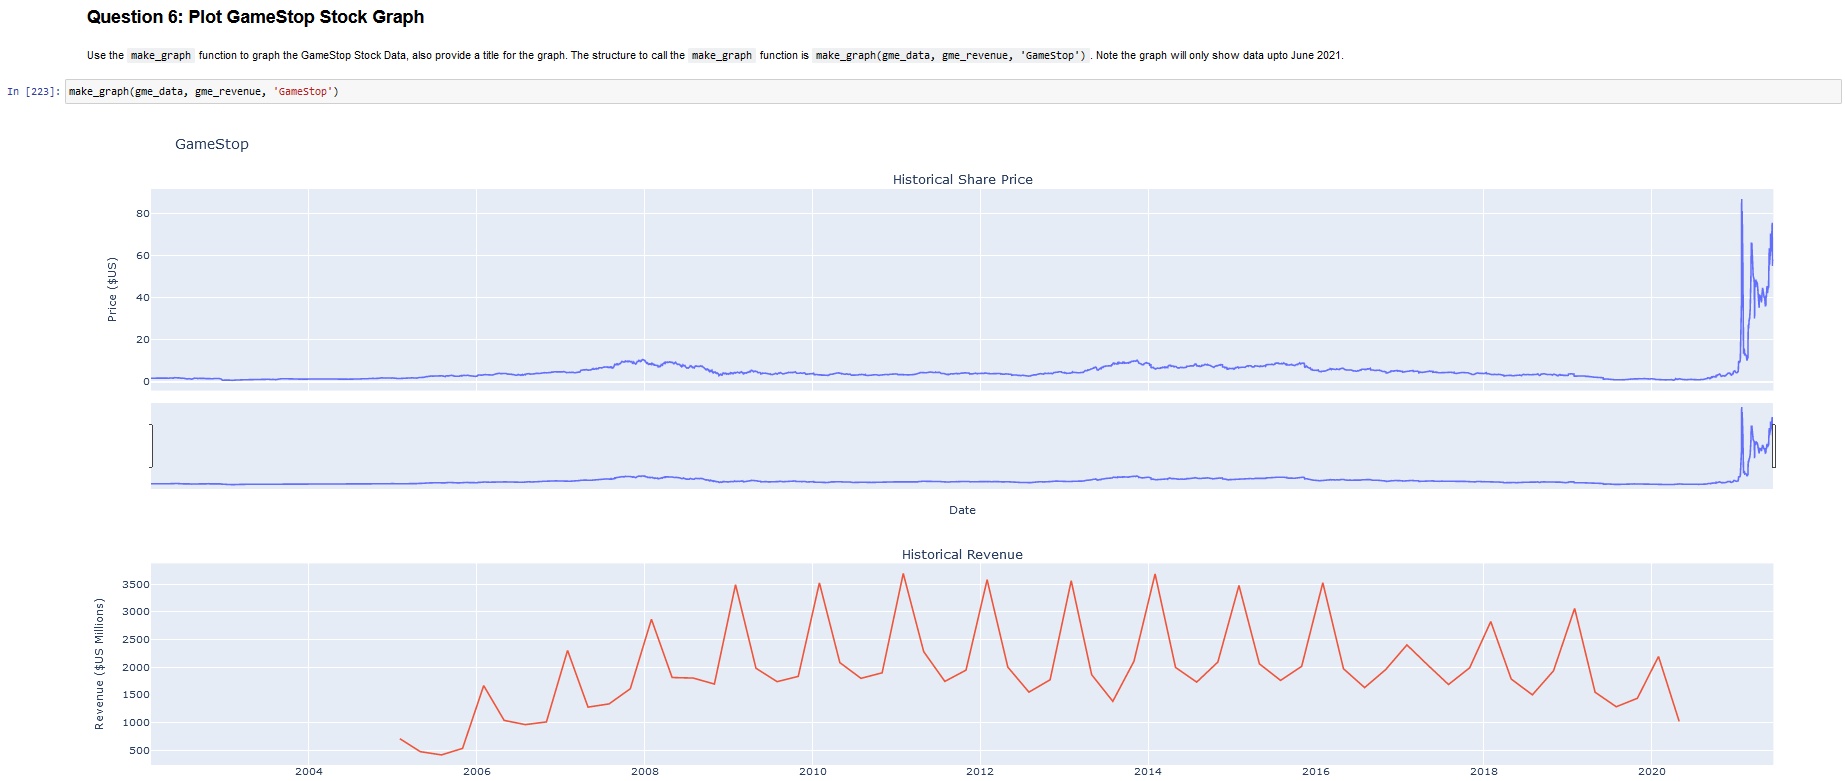 Question 6: Plot GameStop Stock Graph
Use the make_graph function to graph the GameStop Stock Data, also provide a title for the graph. The structure to call the make_graph function is make_graph(gme_data, gme_revenue, 'GameStop') . Note the graph will only show data upto June 2021.
In [223]: make_graph(gme_data, gme_revenue, 'GameStop')
GameStop
Historical Share Price
Price ($US)
80
60
40
20
0
Date
Historical Revenue
Revenue ($US Millions)
3500
3000
2500
2000
1500
1000
500
2004 2006 2008 2010 2012 2014 2016 2018 2020